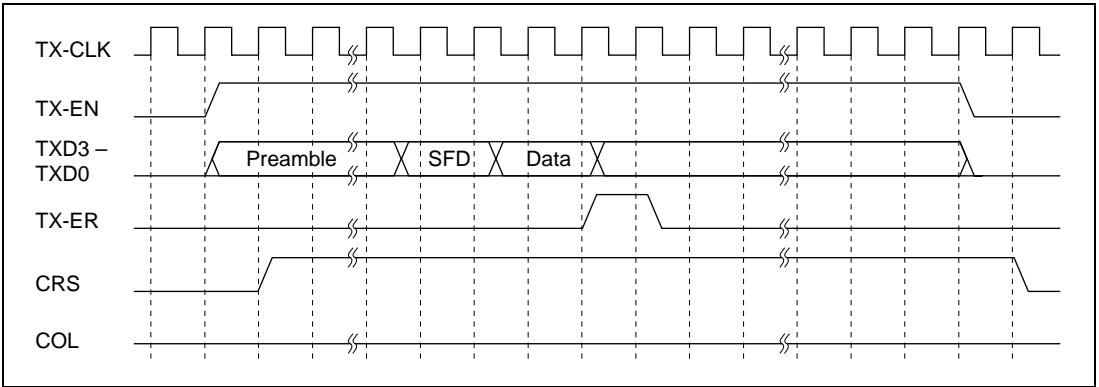 TX-CLK
TX-EN
TXD3 –
TXD0
Preamble
SFD
Data
TX-ER
CRS
COL